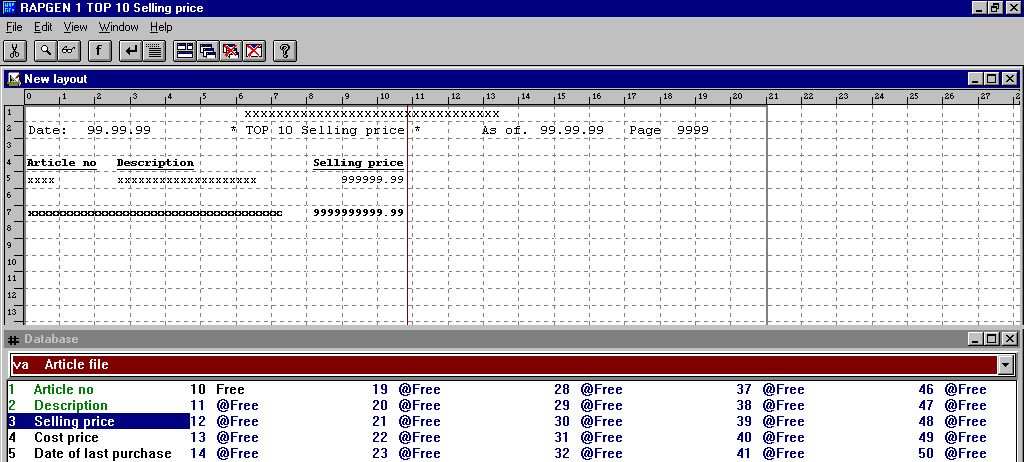 RAPGEN 1 TOP 10 Selling price
File Edit View Window Help
f ?
New layout
0 1 2 3 4 5 6 7 8 9 10 11 12 13 14 15 16 17 18 19 20 21 22 23 24 25 26 27 2
1 xxxxxxxxxxxxxxxxxxxxxxxxxxxxxxxx
2 Date: 99.99.99 * TOP 10 Selling price * As of. 99.99.99 Page 9999
3
4 Article no Description Selling price
5 xxxx xxxxxxxxxxxxxxxxxxxx 999999.99
6
7 xxxxxxxxxxxxxxxxxxxxxxxxxxxxxxxx 9999999999.99
8
9
10
11
12
13
# Database
va Article file
1 Article no 10 Free 19 @Free 28 @Free 37 @Free 46 @Free
2 Description 11 @Free 20 @Free 29 @Free 38 @Free 47 @Free
3 Selling price 12 @Free 21 @Free 30 @Free 39 @Free 48 @Free
4 Cost price 13 @Free 22 @Free 31 @Free 40 @Free 49 @Free
5 Date of last purchase 14 @Free 23 @Free 32 @Free 41 @Free 50 @Free